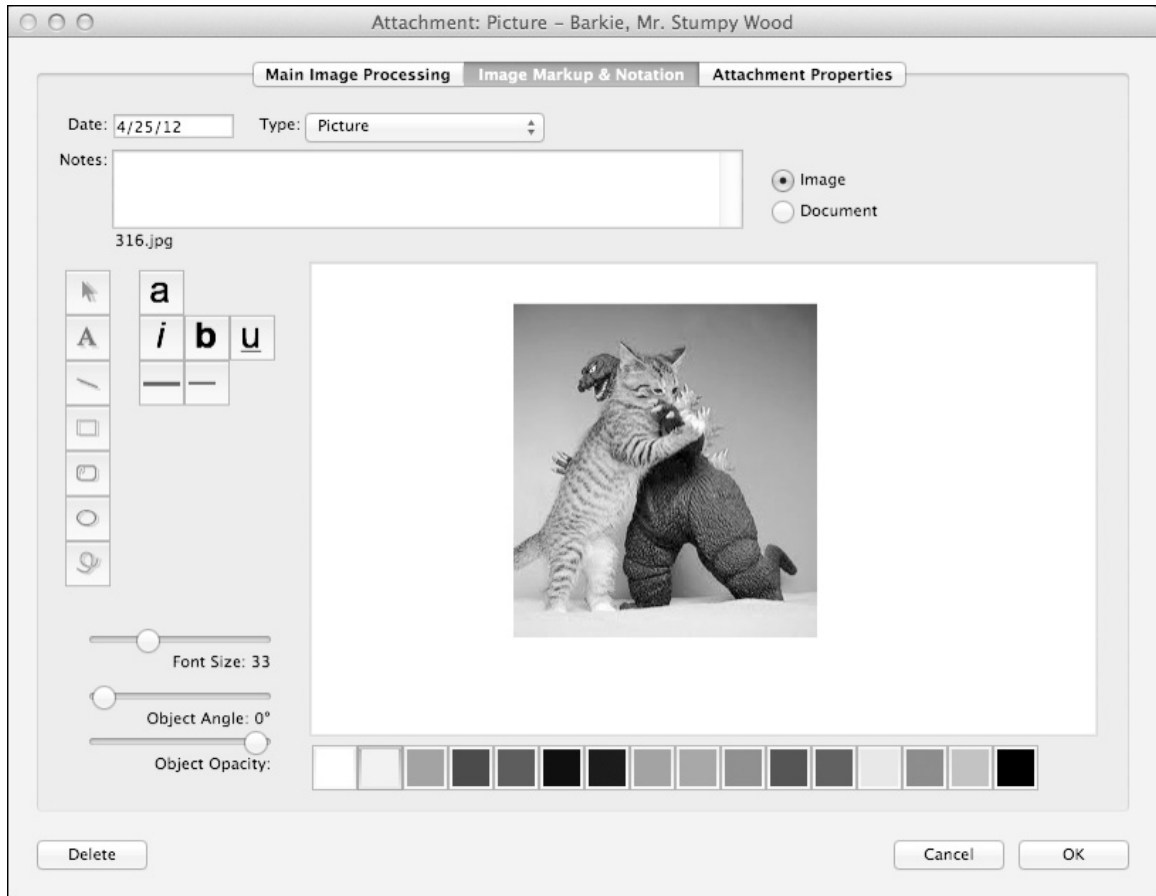 Attachment: Picture – Barkie, Mr. Stumpy Wood
Main Image Processing Image Markup & Notation Attachment Properties
Date: 4/25/12 Type: Picture
Notes:
Image
Document
316.jpg
a
A
i b u
Font Size: 33
Object Angle: 0°
Object Opacity:
Delete Cancel OK